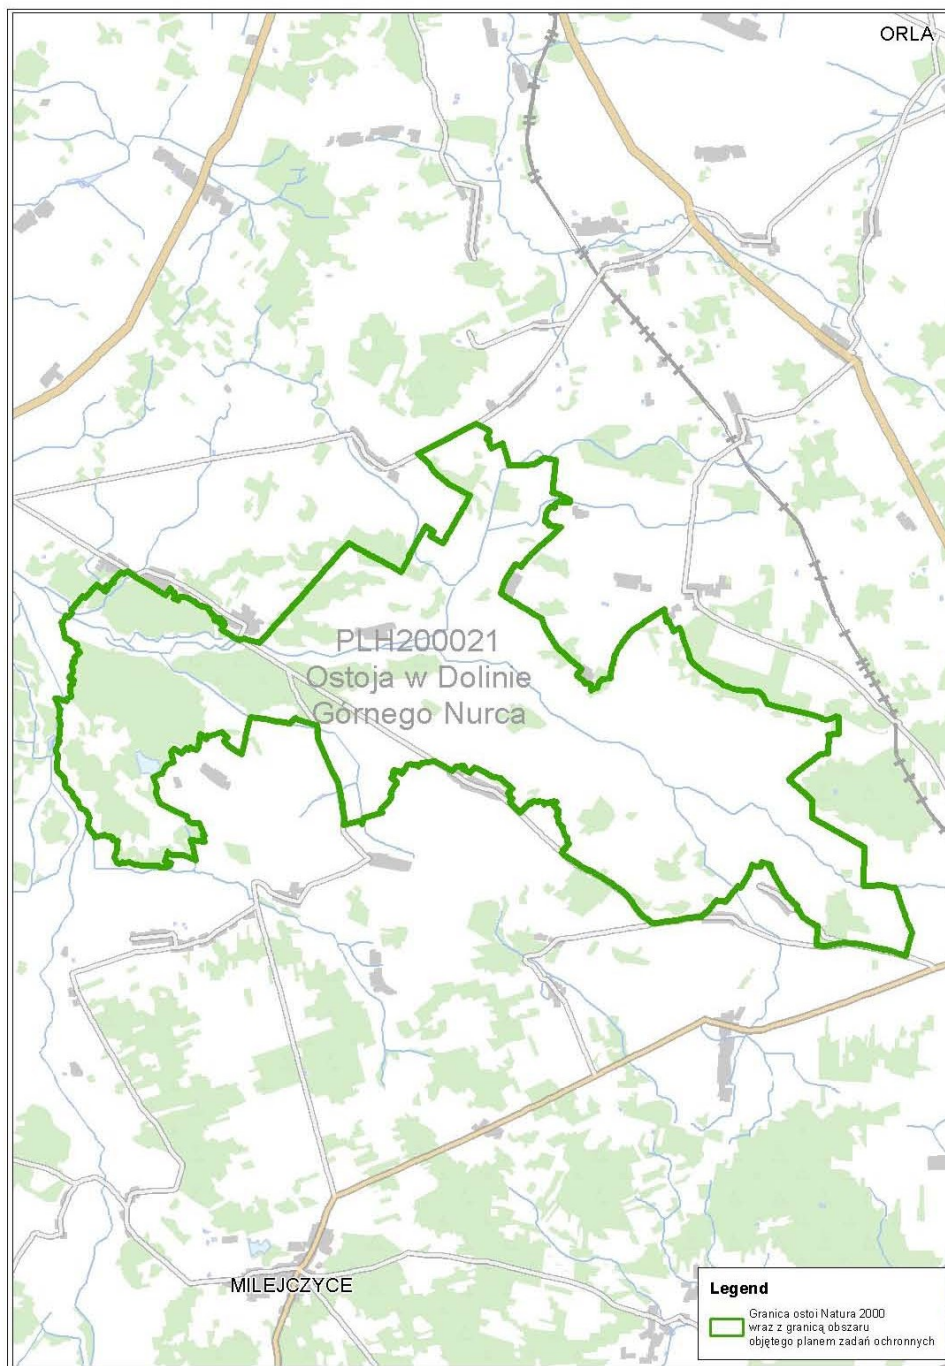 ORLA
PLH200021
Ostoja w Dolinie
Górnego Nurca
MILEJCZYCE
Legend
Granica ostoi Natura 2000
wraz z granicą obszaru
objętego planem zadań ochronnych